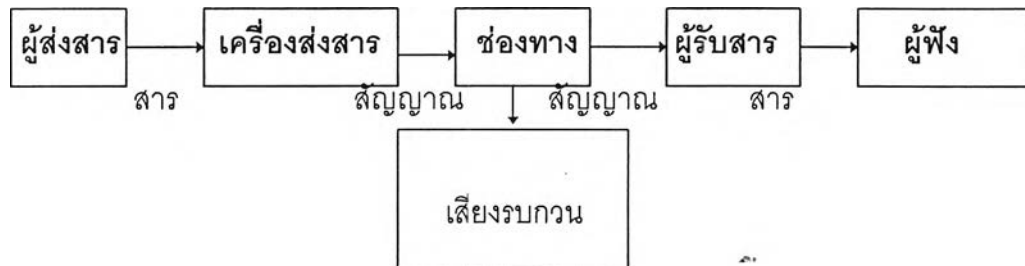 ผู้ส่งสาร เครื่องส่งสาร ช่องทาง ผู้รับสาร ผู้ฟัง
สาร สัญญาณ สัญญาณ สาร
เสียงรบกวน